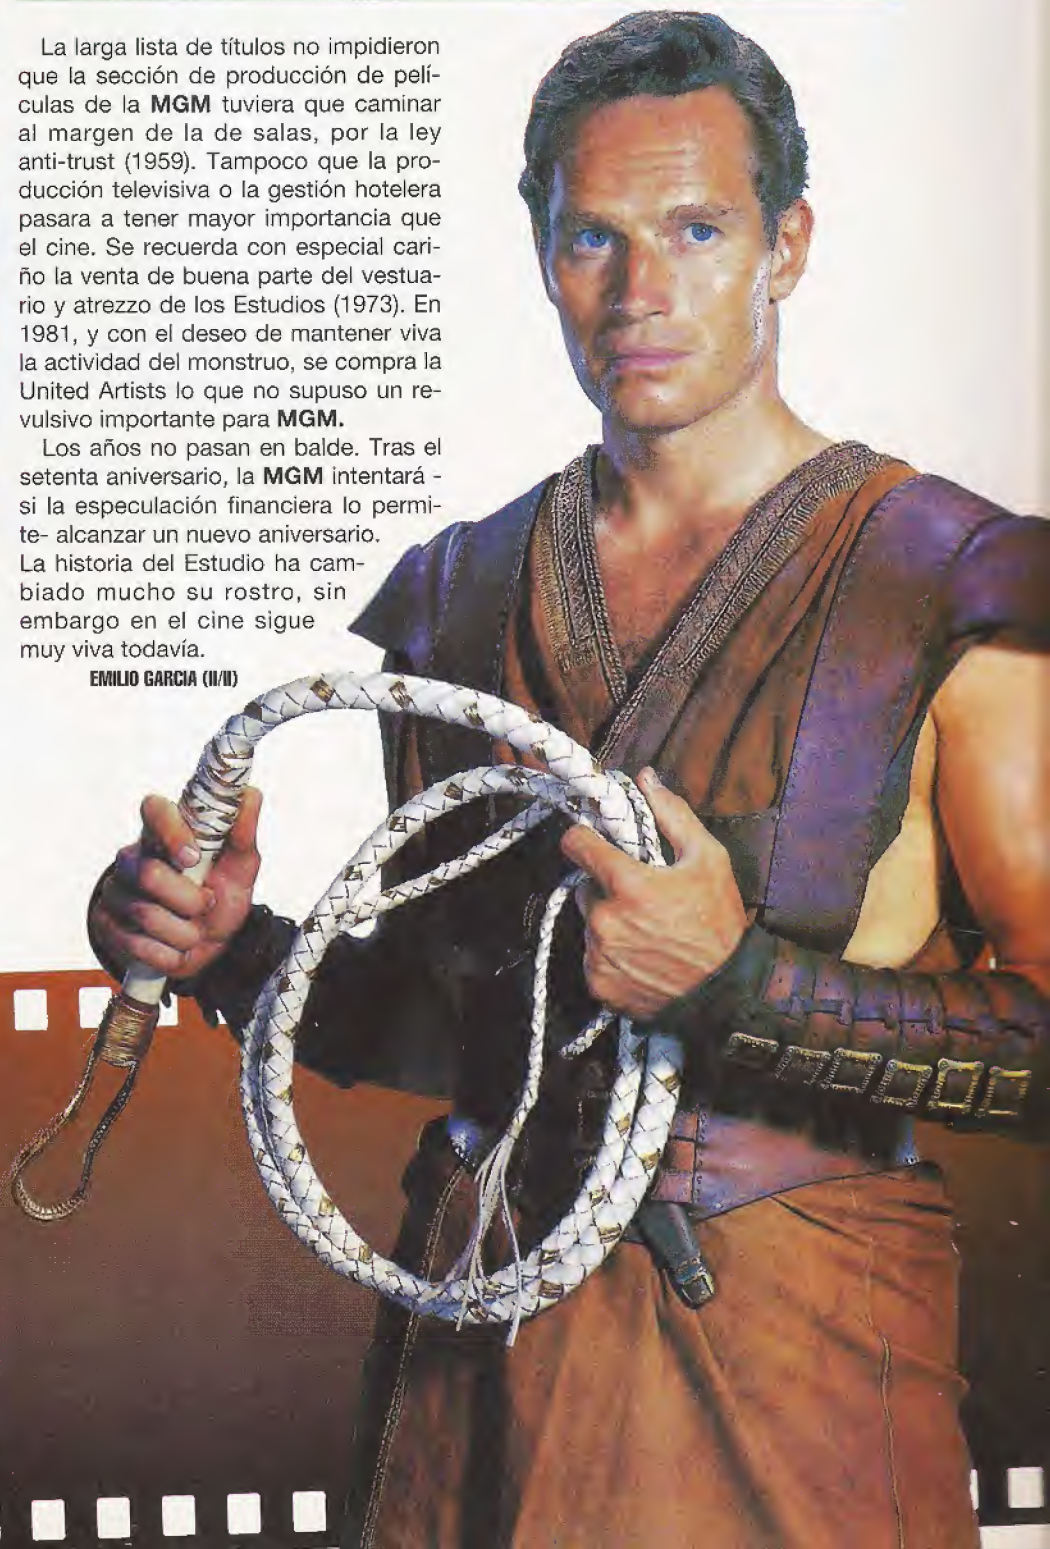 La larga lista de títulos no impidieron
que la sección de producción de pelí-
culas de la MGM tuviera que caminar
al margen de la de salas, por la ley
anti-trust (1959). Tampoco que la pro-
ducción televisiva o la gestión hotelera
pasara a tener mayor importancia que
el cine. Se recuerda con especial cari-
ño la venta de buena parte del vestua-
rio y atrezzo de los Estudios (1973). En
1981, y con el deseo de mantener viva
la actividad del monstruo, se compra la
United Artists lo que no supuso un re-
vulsivo importante para MGM.
Los años no pasan en balde. Tras el
setenta aniversario, la MGM intentará -
si la especulación financiera lo permi-
te- alcanzar un nuevo aniversario.
La historia del Estudio ha cam-
biado mucho su rostro, sin
embargo en el cine sigue
muy viva todavía.
EMILIO GARCIA (II/II)